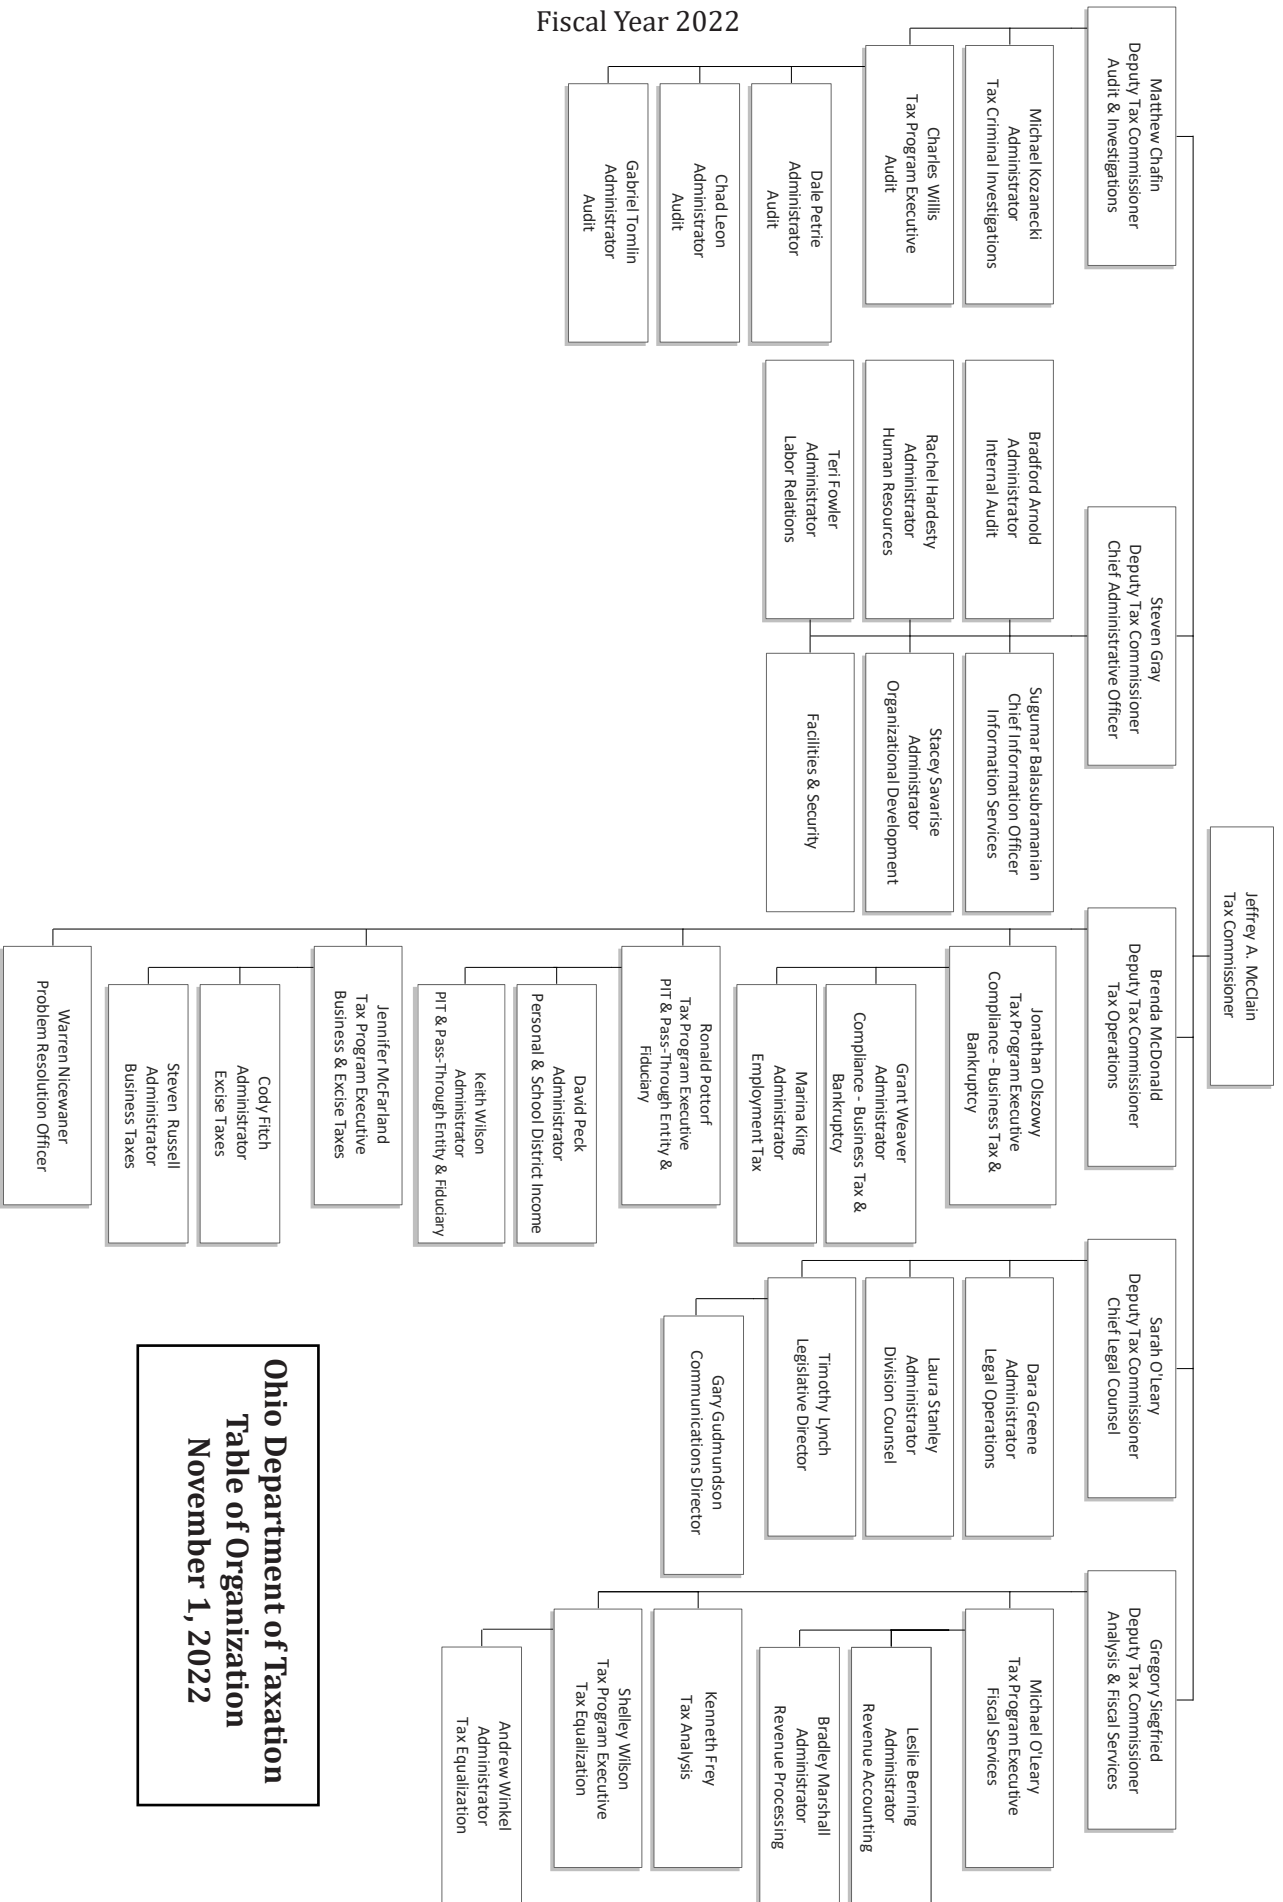 Fiscal Year 2022
Jeffrey A. McClain
Tax Commissioner
Matthew Chafin
Deputy Tax Commissioner
Audit & Investigations
Michael Kozanecki
Administrator
Tax Criminal Investigations
Charles Willis
Tax Program Executive
Audit
Dale Petrie
Administrator
Audit
Chad Leon
Administrator
Audit
Gabriel Tomlin
Administrator
Audit
Steven Gray
Deputy Tax Commissioner
Chief Administrative Officer
Bradford Arnold
Administrator
Internal Audit
Sugumar Balasubramanian
Chief Information Officer
Information Services
Rachel Hardesty
Administrator
Human Resources
Stacey Savarise
Administrator
Organizational Development
Teri Fowler
Administrator
Labor Relations
Facilities & Security
Brenda McDonald
Deputy Tax Commissioner
Tax Operations
Jonathan Olszowy
Tax Program Executive
Compliance - Business Tax &
Bankruptcy
Grant Weaver
Administrator
Compliance - Business Tax &
Bankruptcy
Marina King
Administrator
Employment Tax
Ronald Pottorf
Tax Program Executive
PIT & Pass-Through Entity &
Fiduciary
David Peck
Administrator
Personal & School District Income
Keith Wilson
Administrator
PIT & Pass-Through Entity & Fiduciary
Jennifer McFarland
Tax Program Executive
Business & Excise Taxes
Cody Fitch
Administrator
Excise Taxes
Steven Russell
Administrator
Business Taxes
Warren Nicewaner
Problem Resolution Officer
Sarah O'Leary
Deputy Tax Commissioner
Chief Legal Counsel
Dara Greene
Administrator
Legal Operations
Laura Stanley
Administrator
Division Counsel
Timothy Lynch
Legislative Director
Gary Gudmundson
Communications Director
Gregory Siegfried
Deputy Tax Commissioner
Analysis & Fiscal Services
Michael O'Leary
Tax Program Executive
Fiscal Services
Leslie Berning
Administrator
Revenue Accounting
Bradley Marshall
Administrator
Revenue Processing
Kenneth Frey
Tax Analysis
Shelley Wilson
Tax Program Executive
Tax Equalization
Andrew Winkel
Administrator
Tax Equalization
Ohio Department of Taxation
Table of Organization
November 1, 2022